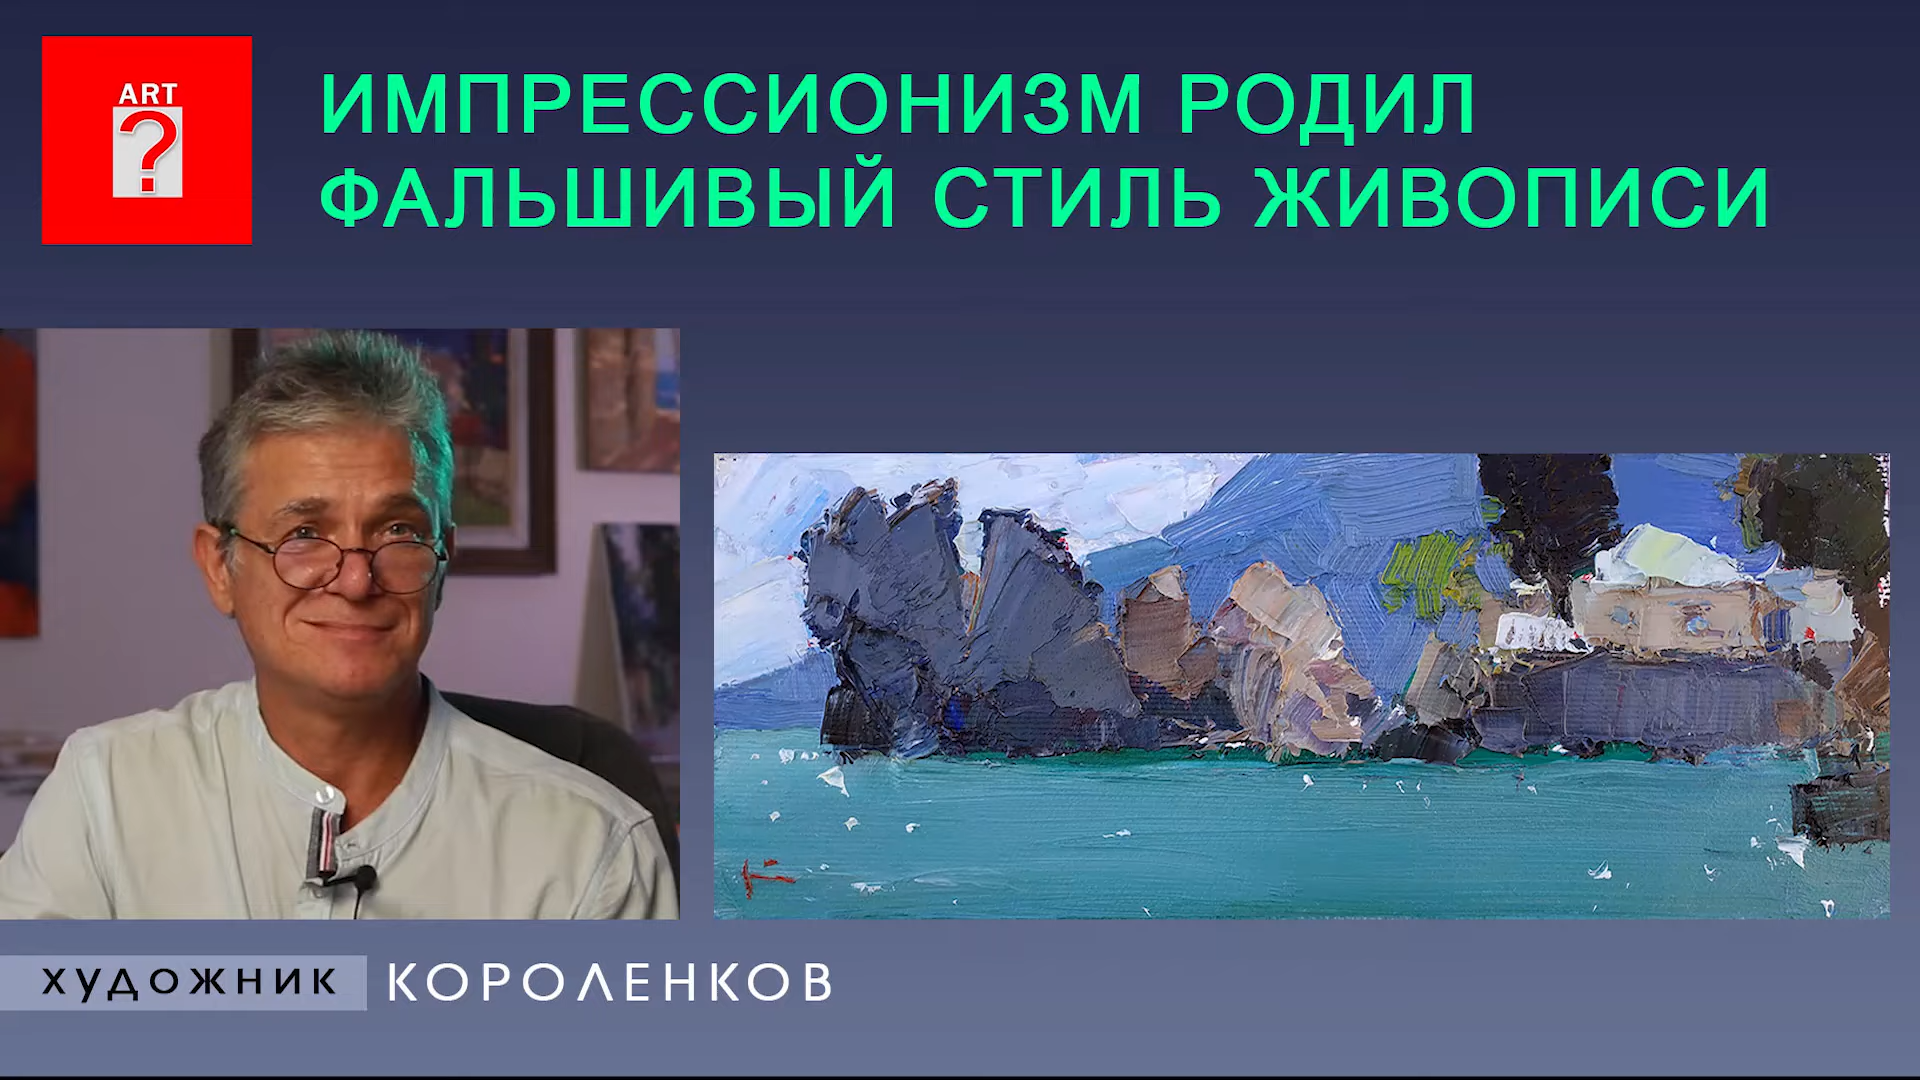 ART
?
ИМПРЕССИОНИЗМ РОДИЛ
ФАЛЬШИВЫЙ СТИЛЬ ЖИВОПИСИ
ХУДОЖНИК КОРОЛЕНКОВ